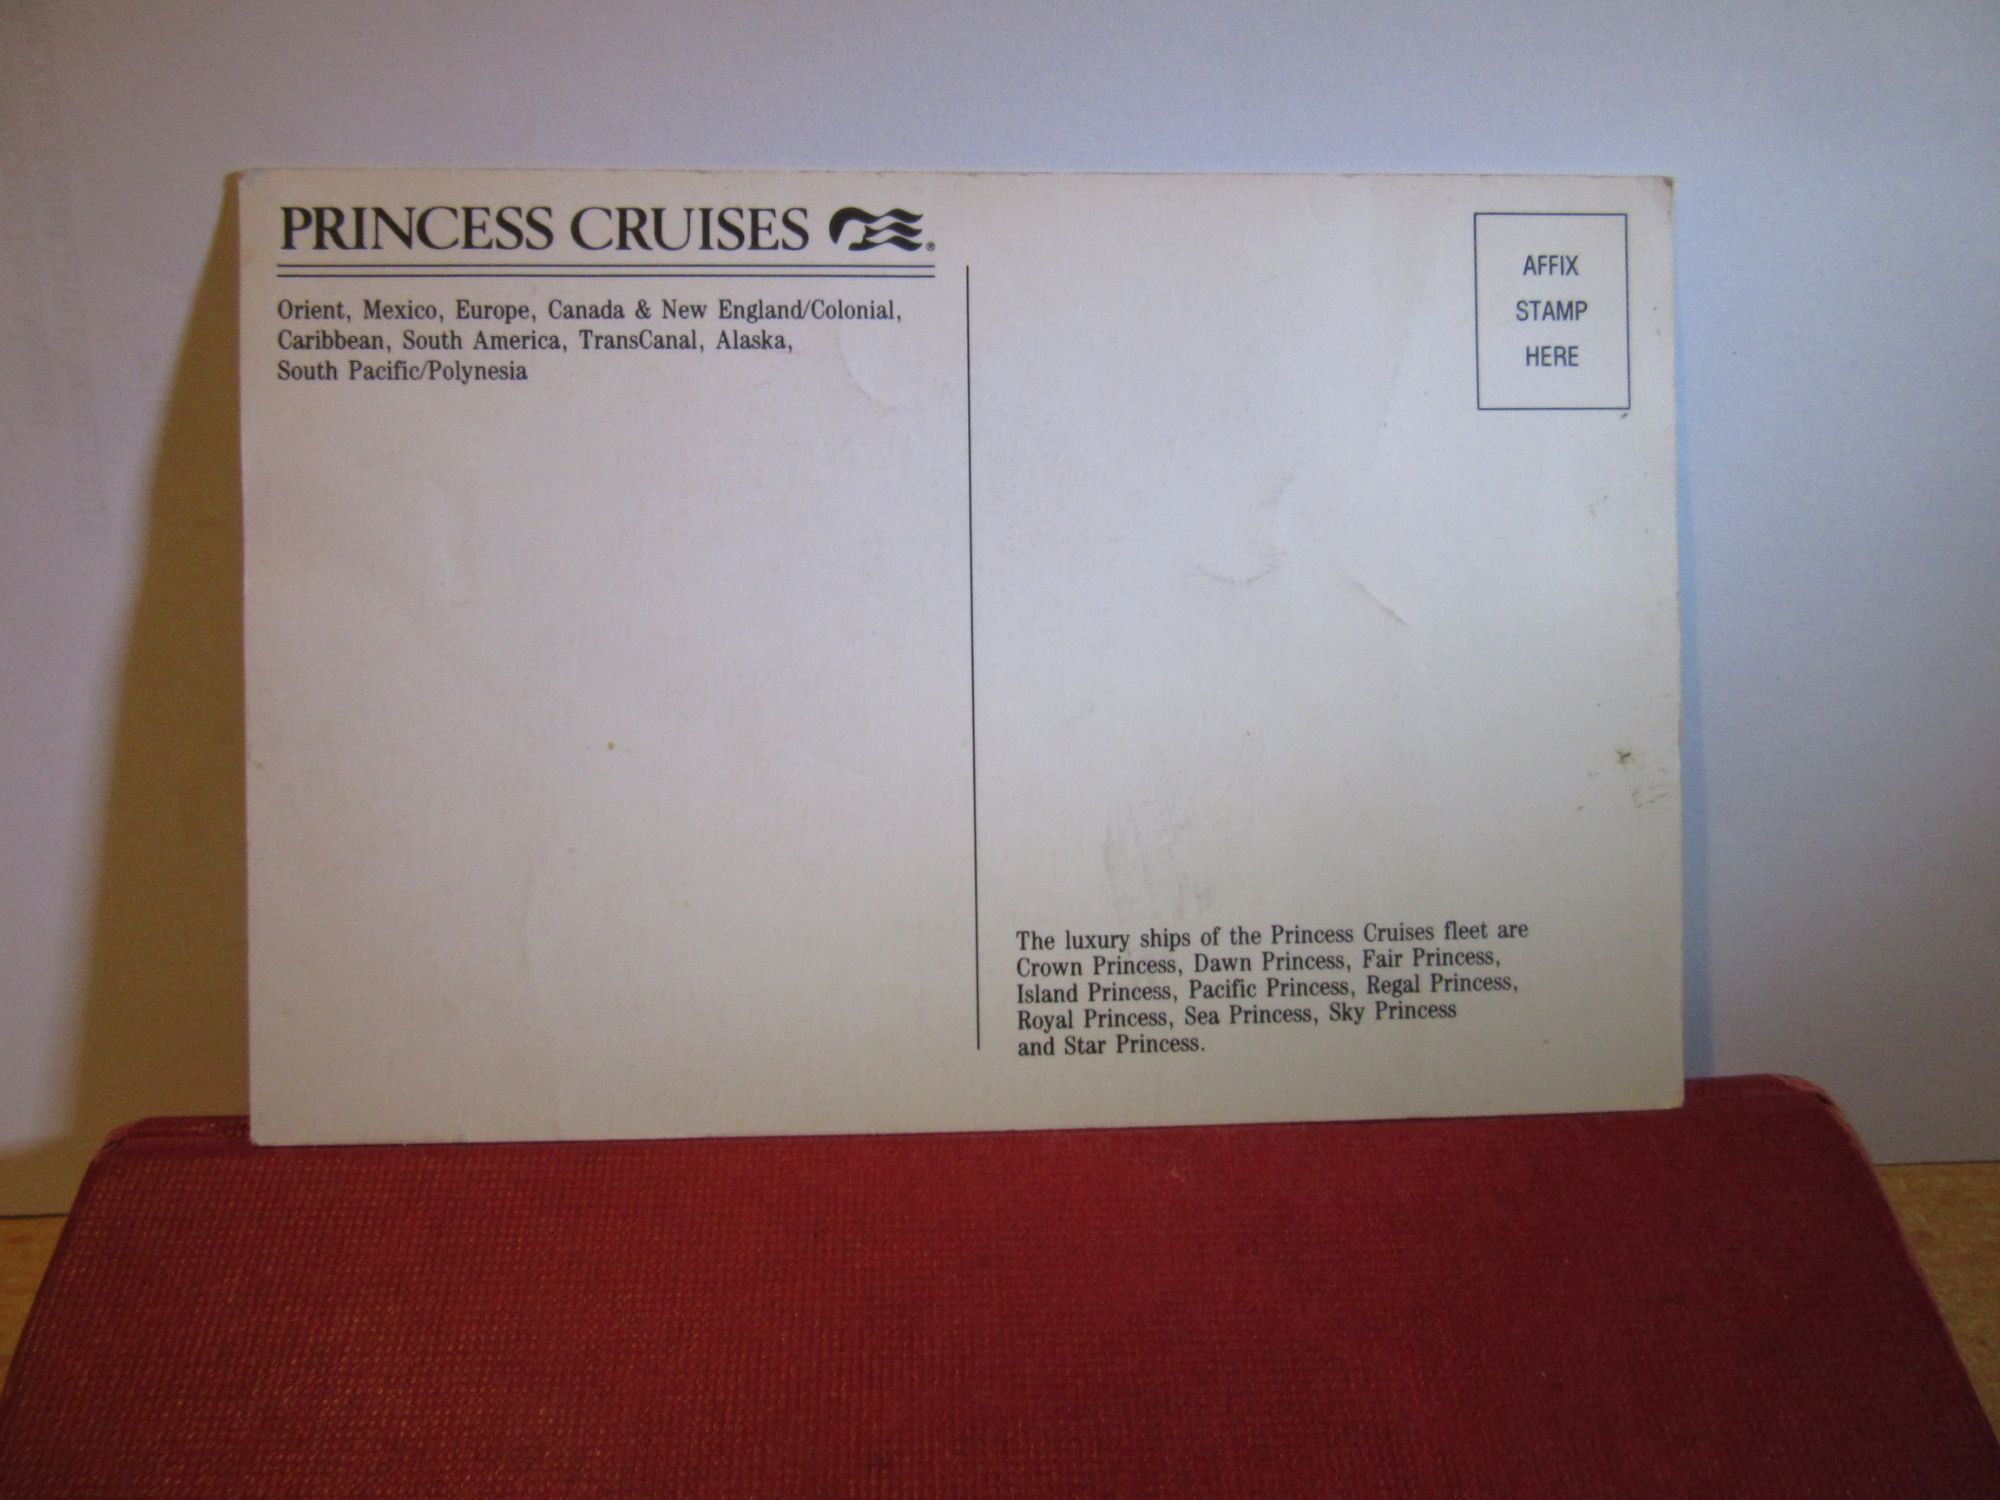 PRINCESS CRUISES ®
Orient, Mexico, Europe, Canada & New England/Colonial,
Caribbean, South America, TransCanal, Alaska,
South Pacific/Polynesia
AFFIX
STAMP
HERE
The luxury ships of the Princess Cruises fleet are
Crown Princess, Dawn Princess, Fair Princess,
Island Princess, Pacific Princess, Regal Princess,
Royal Princess, Sea Princess, Sky Princess
and Star Princess.